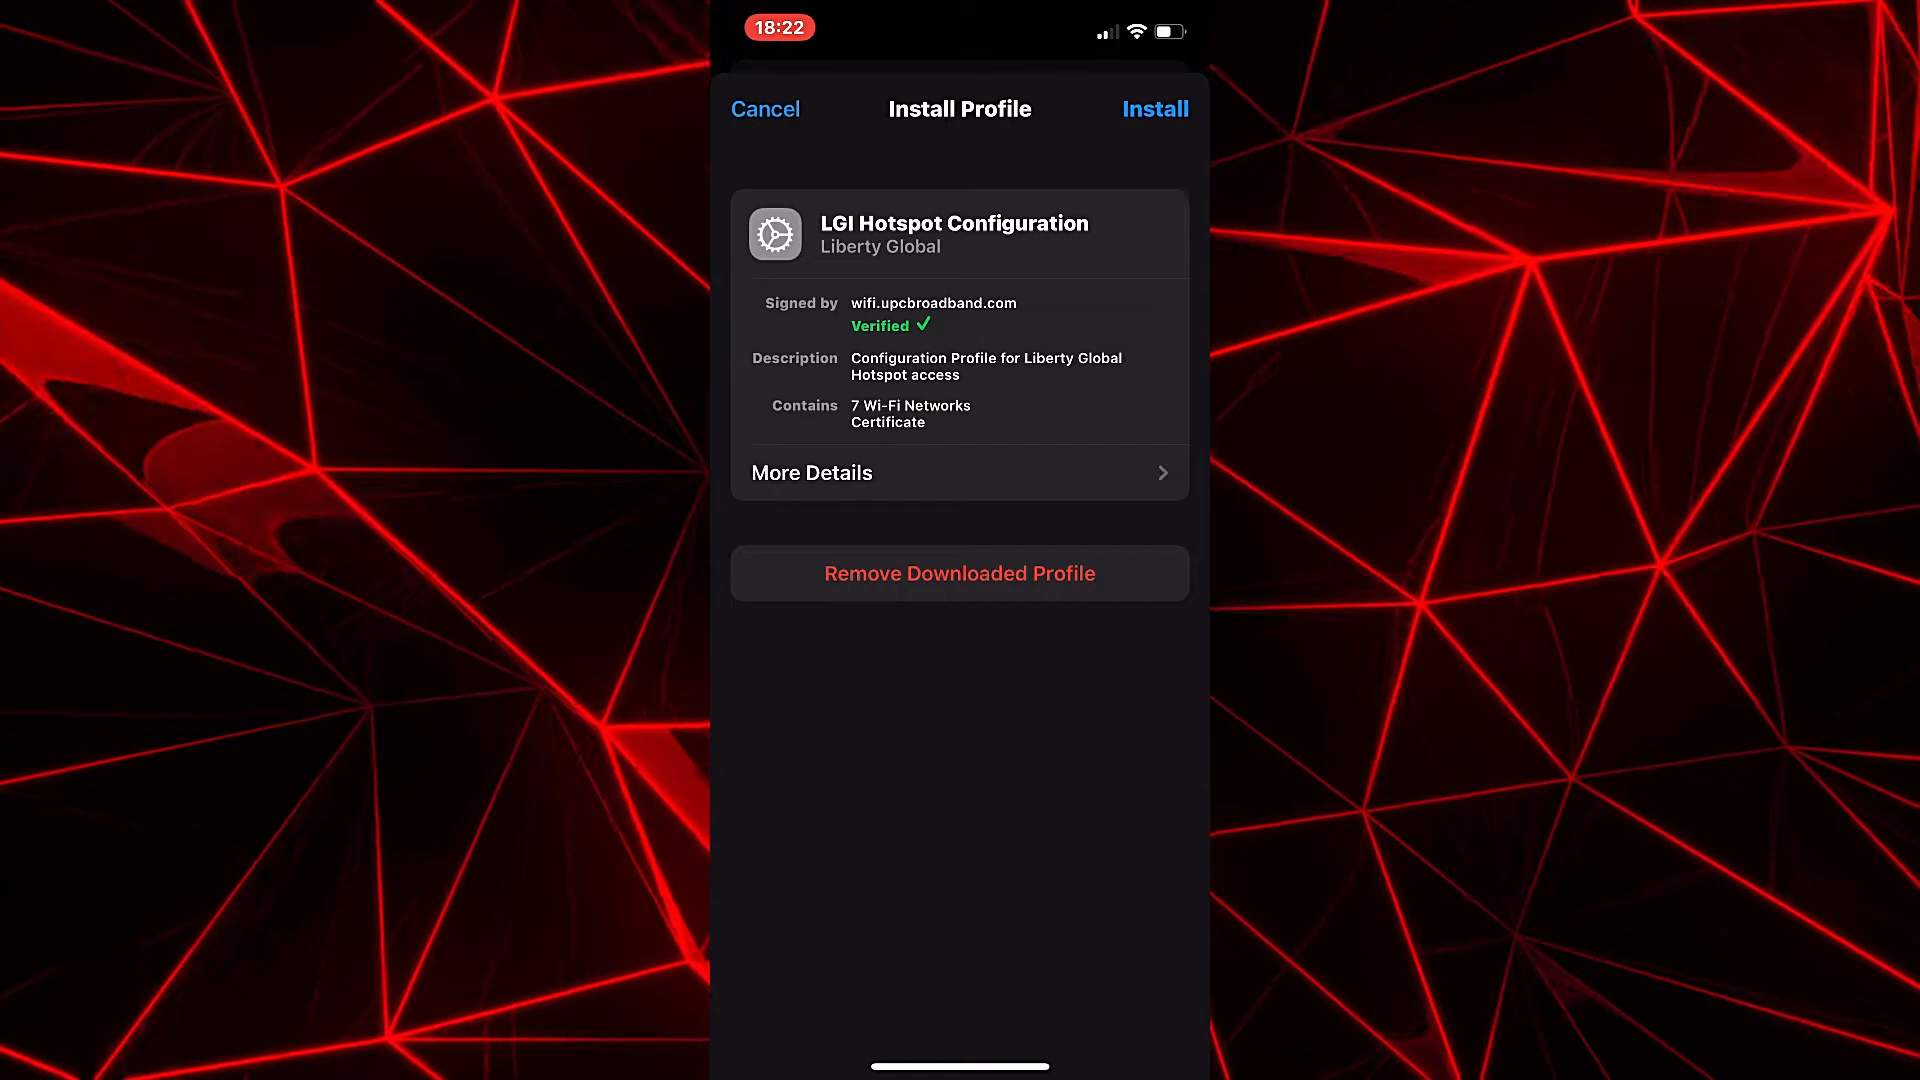 18:22
Cancel Install Profile Install
LGI Hotspot Configuration
Liberty Global
Signed by wifi.upcbroadband.com
Verified ✓
Description Configuration Profile for Liberty Global
Hotspot access
Contains 7 Wi-Fi Networks
Certificate
More Details
Remove Downloaded Profile